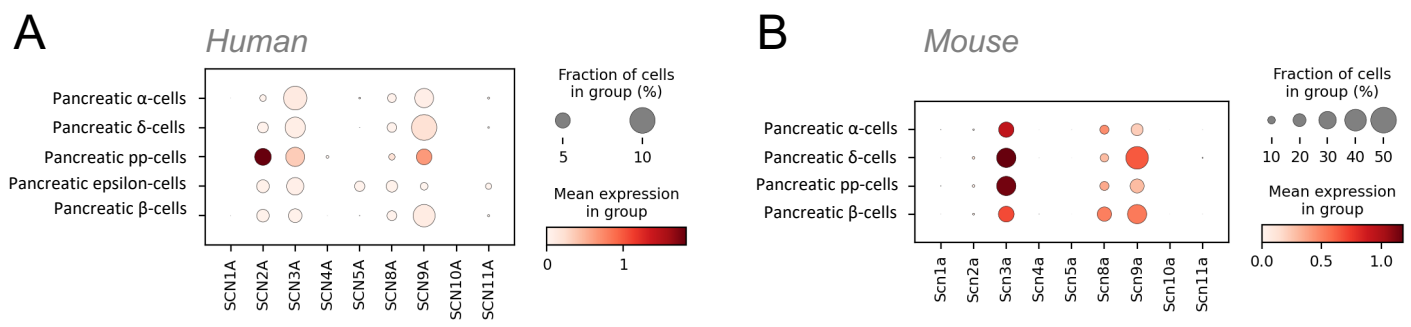 A
Human
Pancreatic α-cells
Pancreatic δ-cells
Pancreatic pp-cells
Pancreatic epsilon-cells
Pancreatic β-cells
SCN1A
SCN2A
SCN3A
SCN4A
SCN5A
SCN8A
SCN9A
SCN10A
SCN11A
Fraction of cells
in group (%)
5 10
Mean expression
in group
0 1
B
Mouse
Pancreatic α-cells
Pancreatic δ-cells
Pancreatic pp-cells
Pancreatic β-cells
Scn1a
Scn2a
Scn3a
Scn4a
Scn5a
Scn8a
Scn9a
Scn10a
Scn11a
Fraction of cells
in group (%)
10 20 30 40 50
Mean expression
in group
0.0 0.5 1.0